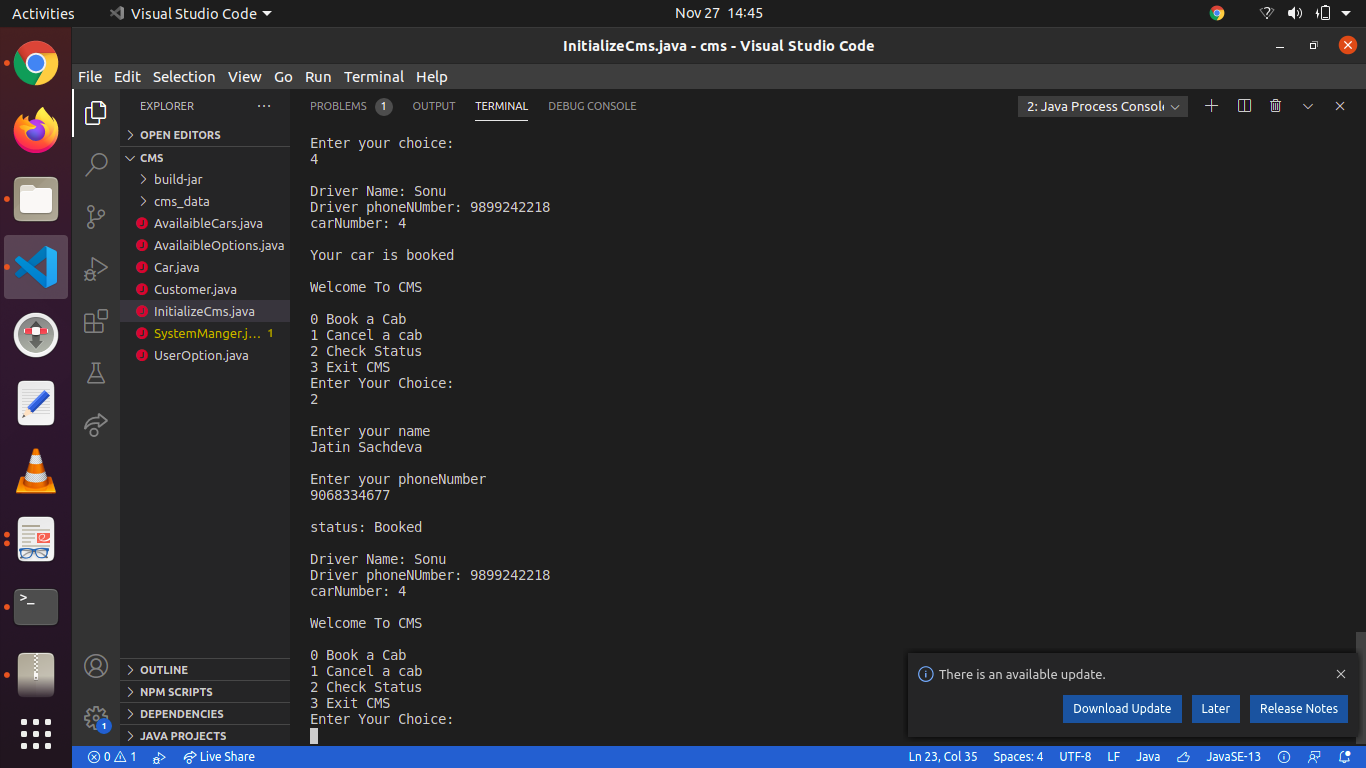 Activities
Visual Studio Code
Nov 27 14:45
InitializeCms.java - cms - Visual Studio Code
File Edit Selection View Go Run Terminal Help
EXPLORER
PROBLEMS 1 OUTPUT TERMINAL DEBUG CONSOLE
2: Java Process Console
OPEN EDITORS
CMS
build-jar
cms_data
AvailaibleCars.java
AvailaibleOptions.java
Car.java
Customer.java
InitializeCms.java
SystemManger.j... 1
UserOption.java
OUTLINE
NPM SCRIPTS
DEPENDENCIES
JAVA PROJECTS
1
Enter your choice:
4
Driver Name: Sonu
Driver phoneNUmber: 9899242218
carNumber: 4
Your car is booked
Welcome To CMS
0 Book a Cab
1 Cancel a cab
2 Check Status
3 Exit CMS
Enter Your Choice:
2
Enter your name
Jatin Sachdeva
Enter your phoneNumber
9068334677
status: Booked
Driver Name: Sonu
Driver phoneNUmber: 9899242218
carNumber: 4
Welcome To CMS
0 Book a Cab
1 Cancel a cab
2 Check Status
3 Exit CMS
Enter Your Choice:
There is an available update.
Download Update Later Release Notes
0 1 Live Share
Ln 23, Col 35 Spaces: 4 UTF-8 LF Java JavaSE-13